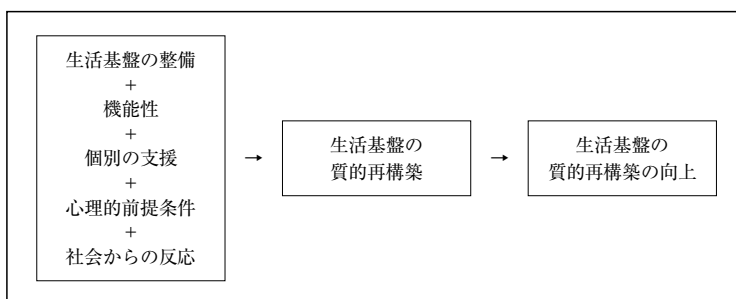 生活基盤の整備
+
機能性
+
個別の支援
+
心理的前提条件
+
社会からの反応
→
生活基盤の
質的再構築
→
生活基盤の
質的再構築の向上